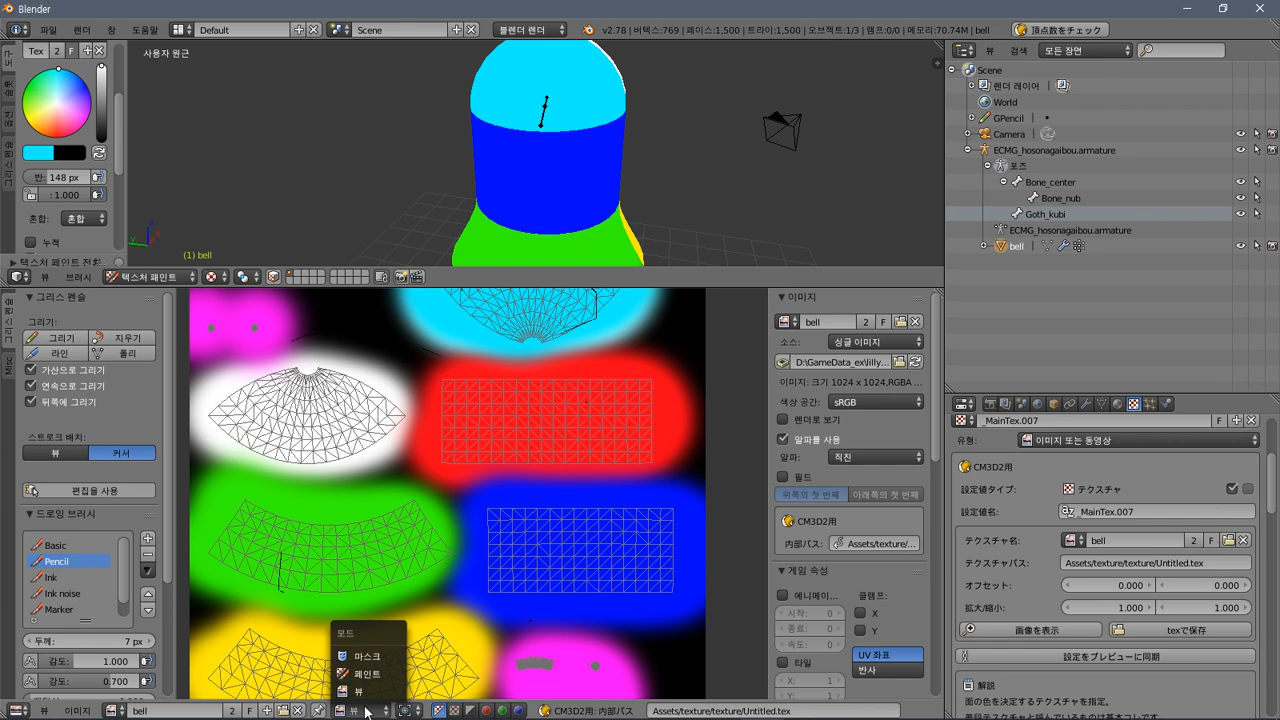 Blender
파일 렌더 창 도움말 Default Scene 블렌더 렌더 v2.78 | 버텍스:769 | 페이스:1,500 | 트라이:1,500 | 오브젝트:1/3 | 램프:0/0 | 메모리:70.74M | bell 頂点数をチェック
Tex 2 F
사용자 원근
반: 148 px
: 1.000
혼합: 곱하기
누적
텍스처 페인트 전환
(1) bell
뷰 브러시 텍스처 페인트
뷰 검색 모든 장면
Scene
렌더 레이어
World
GPencil
Camera
ECMG_hosonagaibou.armature
포즈
Bone_center
Bone_nub
Goth_kubi
ECMG_hosonagaibou.armature
bell
그리스 펜슬
그리기:
그리기 지우기
라인 폴리
가산으로 그리기
연속으로 그리기
뒤쪽에 그리기
스트로크 배치:
뷰 커서
편집을 사용
드로잉 브러시
Basic
Pencil
Ink
Ink noise
Marker
두께: 7 px
감도: 1.000
감도: 0.700
Misc
모드
マスク
ペイント
뷰
이미지
bell 2 F
소스: 싱글 이미지
D:\GameData_ex\lilly
이미지: 크기 1024 x 1024,RGBA ...
색상 공간: sRGB
렌더로 보기
알파를 사용
알파: 직진
필드
위쪽의 첫 번째 아래쪽의 첫 번째
CM3D2用
内部パス: Assets/texture/...
게임 속성
에니메이... 클램프:
시작: 0 X
종료: 0 Y
속도: 0
타일 UV 좌표
X: 1 반사
Y: 1
뷰 이미지 bell 2 F 뷰 CM3D2用: 内部パス Assets/texture/texture/Untitled.tex
_MainTex.007 F
유형: 이미지 또는 동영상
CM3D2用
設定値タイプ: テクスチャ
設定値名: _MainTex.007
テクスチャ名: bell 2 F
テクスチャパス: Assets/texture/texture/Untitled.tex
オフセット: 0.000 0.000
拡大/縮小: 1.000 1.000
画像を表示 texで保存
設定をプレビューに同期
解説
色の決定するテクスチャを指定。